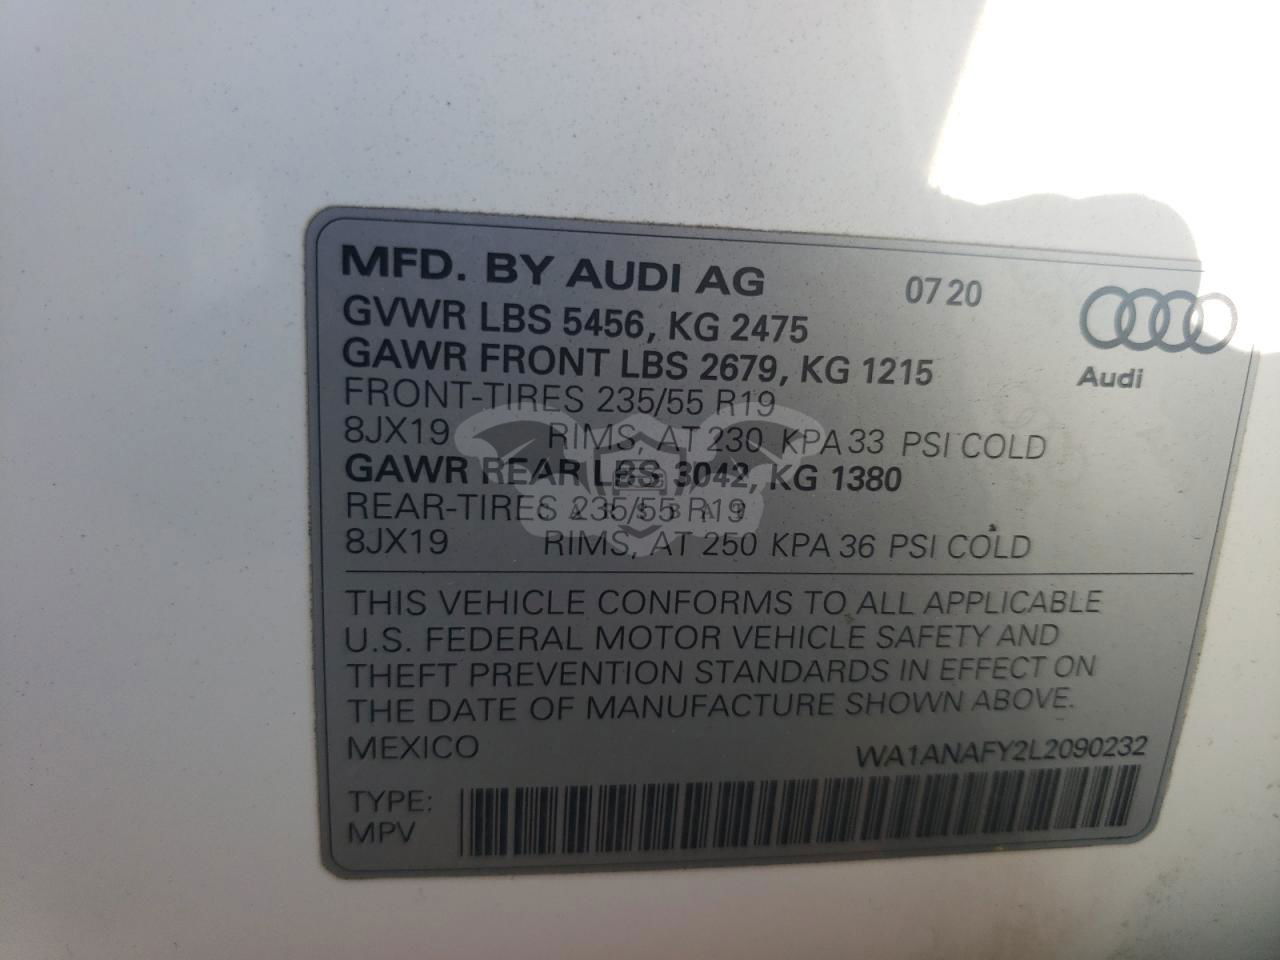 MFD. BY AUDI AG 07 20
GVWR LBS 5456, KG 2475
GAWR FRONT LBS 2679, KG 1215
Audi
FRONT-TIRES 235/55 R19
8JX19 RIMS, AT 230 KPA 33 PSI COLD
GAWR REAR LBS 3042, KG 1380
REAR-TIRES 235/55 R19
8JX19 RIMS, AT 250 KPA 36 PSI COLD
THIS VEHICLE CONFORMS TO ALL APPLICABLE
U.S. FEDERAL MOTOR VEHICLE SAFETY AND
THEFT PREVENTION STANDARDS IN EFFECT ON
THE DATE OF MANUFACTURE SHOWN ABOVE.
MEXICO WA1ANAFY2L2090232
TYPE:
MPV